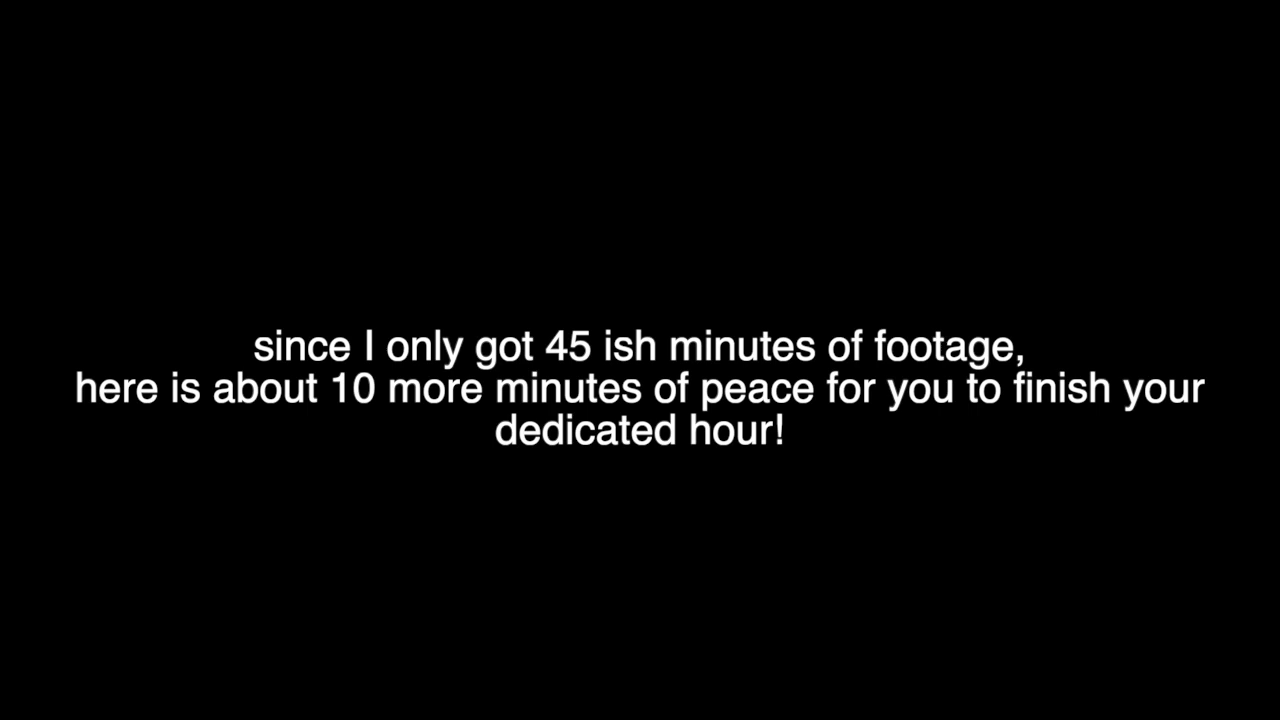 since I only got 45 ish minutes of footage,
here is about 10 more minutes of peace for you to finish your
dedicated hour!